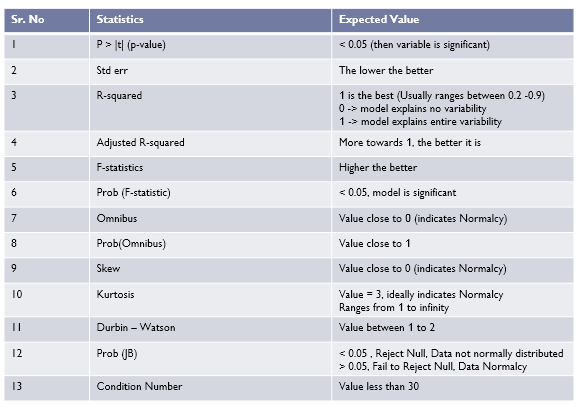 Sr. No Statistics Expected Value
1 P > |t| (p-value) < 0.05 (then variable is significant)
2 Std err The lower the better
3 R-squared 1 is the best (Usually ranges between 0.2 -0.9)
0 -> model explains no variability
1 -> model explains entire variability
4 Adjusted R-squared More towards 1, the better it is
5 F-statistics Higher the better
6 Prob (F-statistic) < 0.05, model is significant
7 Omnibus Value close to 0 (indicates Normalcy)
8 Prob(Omnibus) Value close to 1
9 Skew Value close to 0 (indicates Normalcy)
10 Kurtosis Value = 3, ideally indicates Normalcy
Ranges from 1 to infinity
11 Durbin – Watson Value between 1 to 2
12 Prob (JB) < 0.05 , Reject Null, Data not normally distributed
> 0.05, Fail to Reject Null, Data Normalcy
13 Condition Number Value less than 30